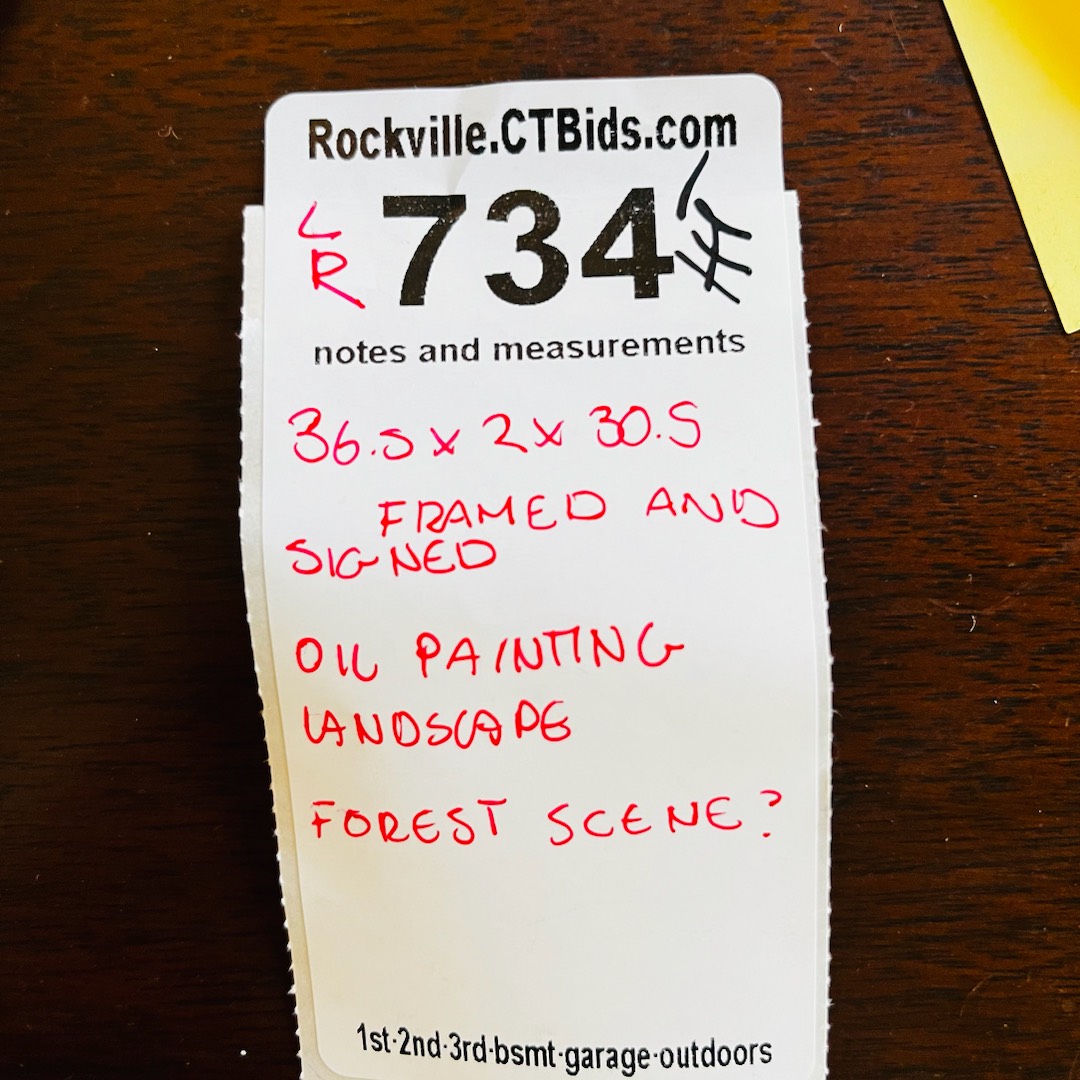 Rockville.CTBids.com
L
R
734
notes and measurements
36.5 x 2 x 30.5
FRAMED AND
SIGNED
OIL PAINTING
LANDSCAPE
FOREST SCENE?
1st·2nd·3rd·bsmt·garage·outdoors